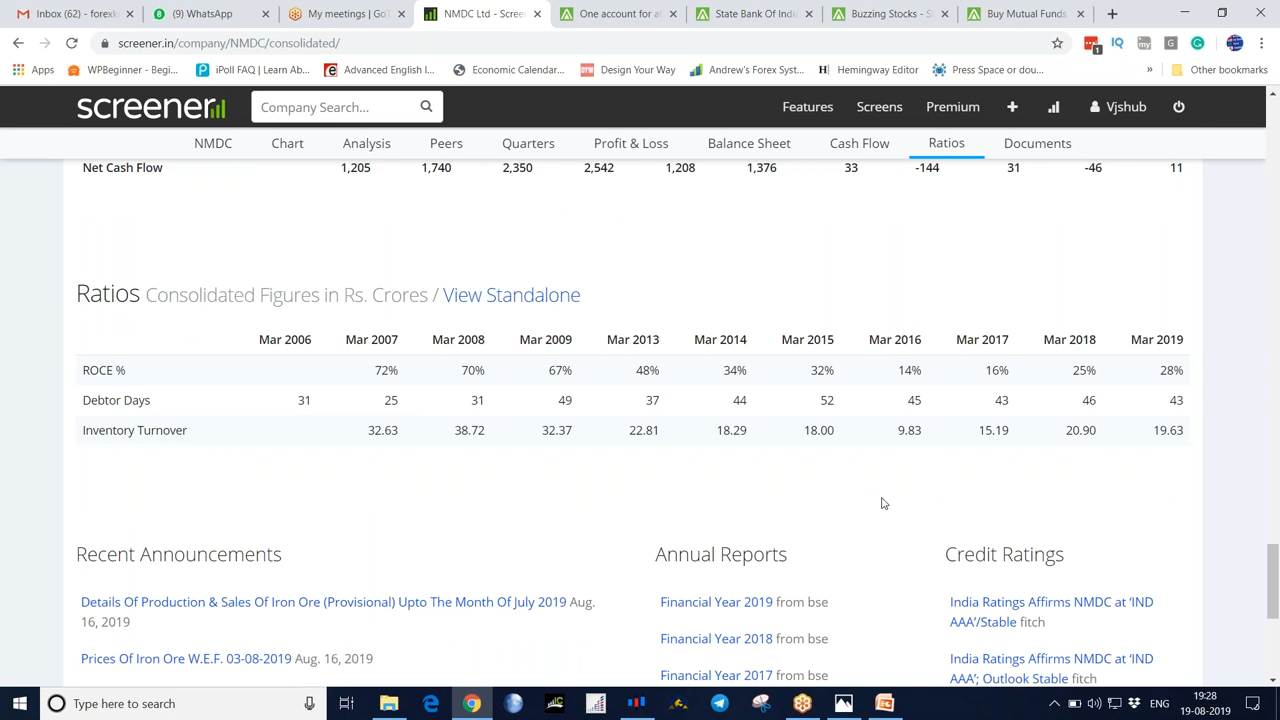 Inbox (62) - forexk
(9) WhatsApp
My meetings | GoT
NMDC Ltd - Scree
One account for a
State Bank Of Indi
Buzzing Stocks - S
Buy Mutual Funds
screener.in/company/NMDC/consolidated/
1
IQ
my
G
G
Apps
WPBeginner - Begi...
iPoll FAQ | Learn Ab...
Advanced English I...
Economic Calendar...
Design Your Way
Andrew's Forex Syst...
Hemingway Editor
Press Space or dou...
»
Other bookmarks
screener
Company Search...
Features
Screens
Premium
Vjshub
NMDC
Chart
Analysis
Peers
Quarters
Profit & Loss
Balance Sheet
Cash Flow
Ratios
Documents
Net Cash Flow 1,205 1,740 2,350 2,542 1,208 1,376 33 -144 31 -46 11
Ratios Consolidated Figures in Rs. Crores / View Standalone
Mar 2006 Mar 2007 Mar 2008 Mar 2009 Mar 2013 Mar 2014 Mar 2015 Mar 2016 Mar 2017 Mar 2018 Mar 2019
ROCE % 72% 70% 67% 48% 34% 32% 14% 16% 25% 28%
Debtor Days 31 25 31 49 37 44 52 45 43 46 43
Inventory Turnover 32.63 38.72 32.37 22.81 18.29 18.00 9.83 15.19 20.90 19.63
Recent Announcements
Details Of Production & Sales Of Iron Ore (Provisional) Upto The Month Of July 2019 Aug.
16, 2019
Prices Of Iron Ore W.E.F. 03-08-2019 Aug. 16, 2019
Annual Reports
Financial Year 2019 from bse
Financial Year 2018 from bse
Financial Year 2017 from bse
Credit Ratings
India Ratings Affirms NMDC at ‘IND
AAA’/Stable fitch
India Ratings Affirms NMDC at ‘IND
AAA’; Outlook Stable fitch
Type here to search
ENG
19:28
19-08-2019